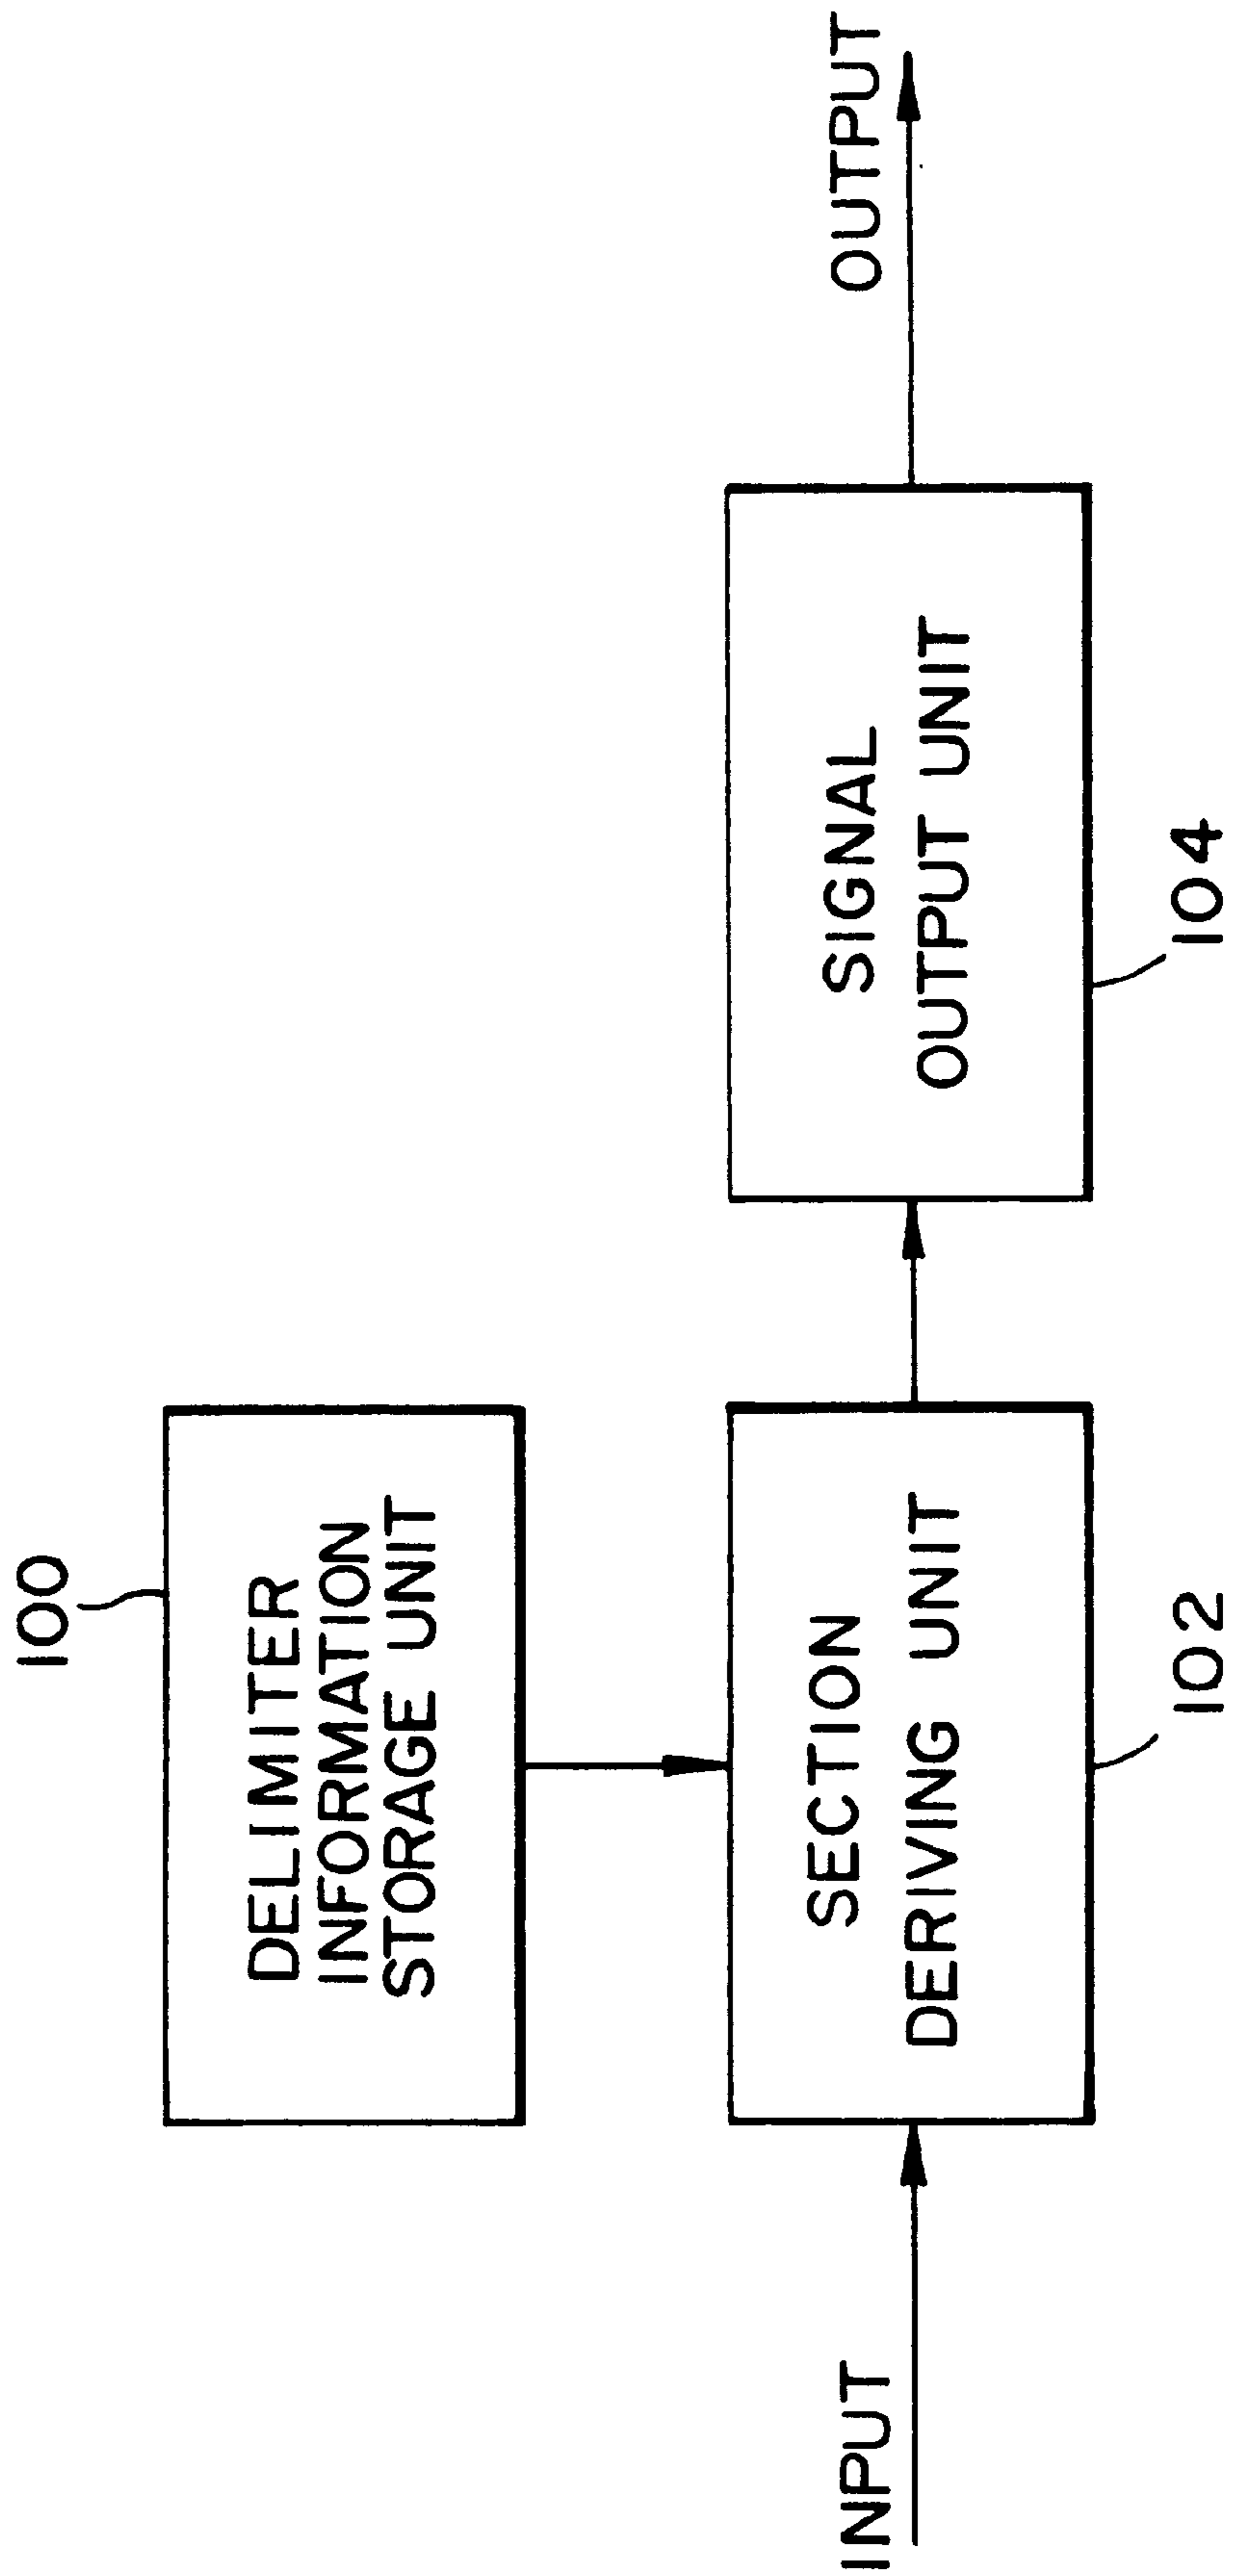 100
DELIMITER
INFORMATION
STORAGE UNIT
INPUT
SECTION
DERIVING UNIT
102
SIGNAL
OUTPUT UNIT
104
OUTPUT